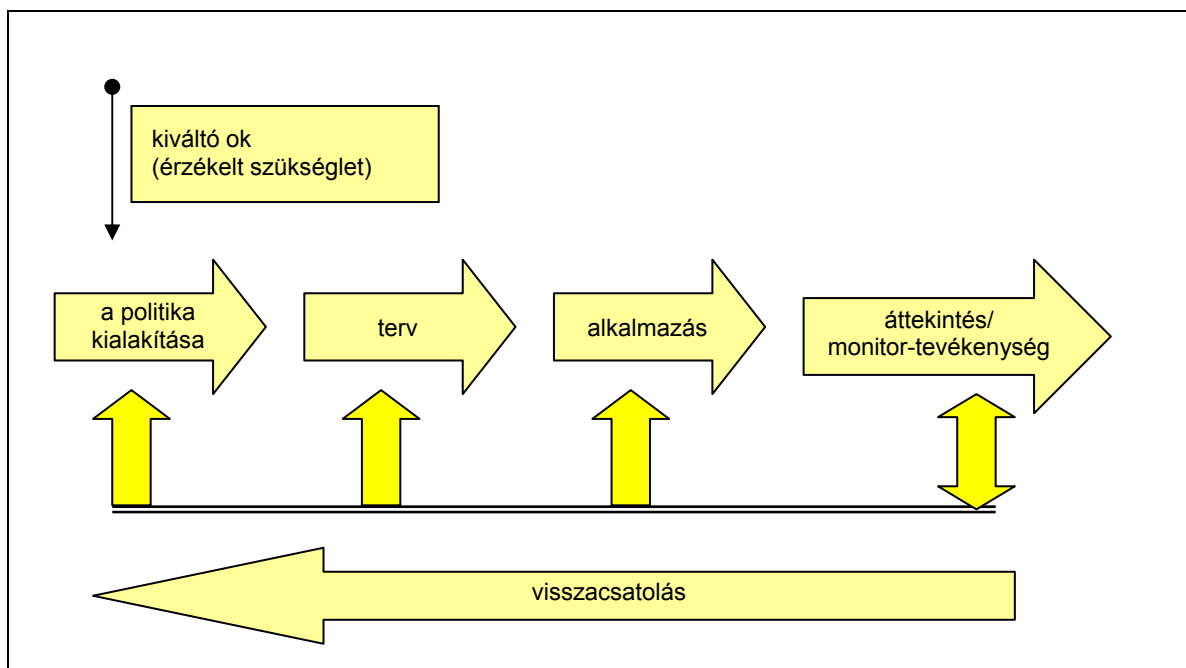 kiváltó ok
(érzékelt szükséglet)
a politika
kialakítása
terv
alkalmazás
áttekintés/
monitor-tevékenység
visszacsatolás